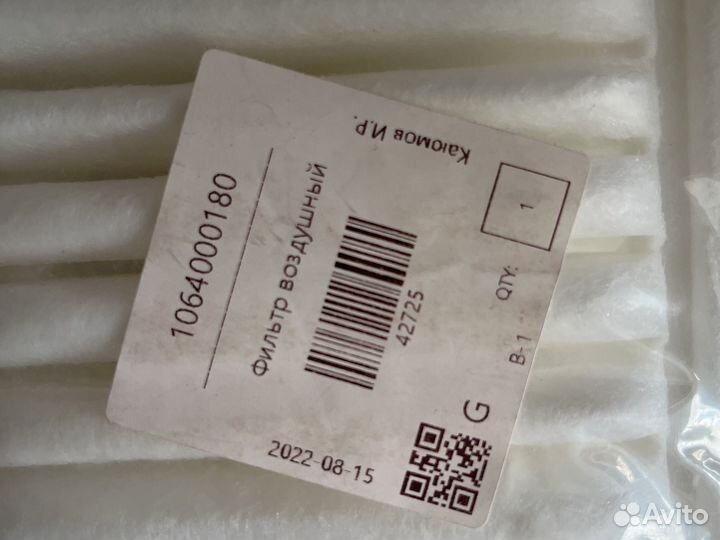 1064000180
Фильтр воздушный
42725
Каюмов И.Р.
1
QTY:
B-1
G
2022-08-15
Avito